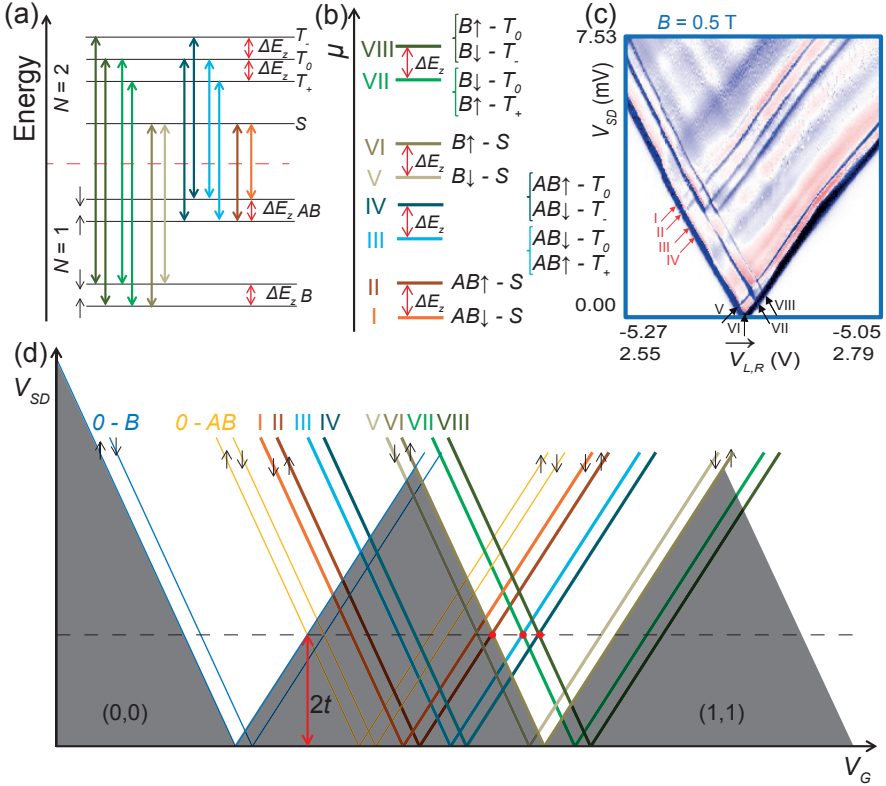 (a)
Energy
N = 2
N = 1
T-
ΔEz T0
ΔEz T+
S
ΔEz AB
ΔEz B
(b)
μ
VIII
ΔEz
VII
B↑ - T0
B↓ - T-
B↓ - T0
B↑ - T+
VI
ΔEz
V
B↑ - S
B↓ - S
IV
ΔEz
III
AB↑ - T0
AB↓ - T-
AB↓ - T0
AB↑ - T+
II
ΔEz
I
AB↑ - S
AB↓ - S
(c)
B = 0.5 T
7.53
VSD (mV)
0.00
I
II
III
IV
V
VI
VII
VIII
-5.27
2.55
VL,R (V)
-5.05
2.79
(d)
VSD
0 - B
0 - AB
I II III IV
V VI VII VIII
↑ ↓
↑ ↓ ↓ ↑
↓ ↑
↑ ↓ ↓ ↑
↓ ↑
2t
(0,0)
(1,1)
VG